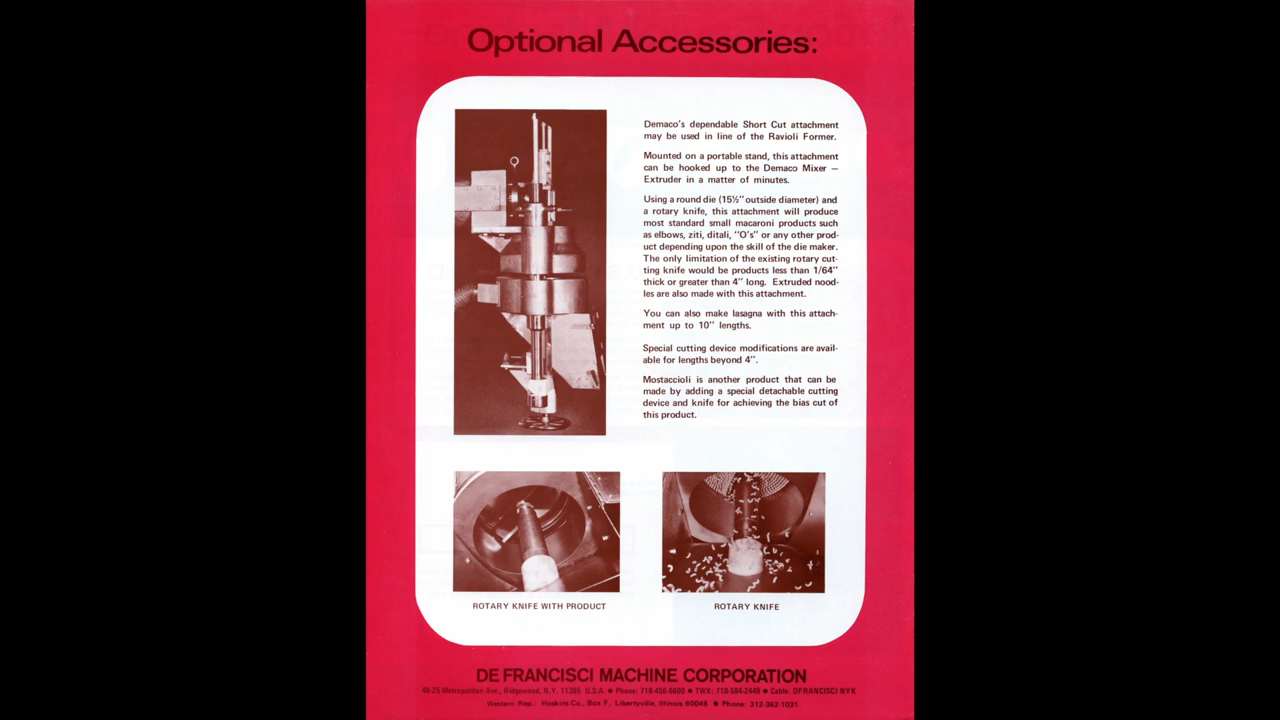 Optional Accessories:
Demaco's dependable Short Cut attachment
may be used in line of the Ravioli Former.
Mounted on a portable stand, this attachment
can be hooked up to the Demaco Mixer —
Extruder in a matter of minutes.
Using a round die (15½" outside diameter) and
a rotary knife, this attachment will produce
most standard small macaroni products such
as elbows, ziti, ditali, "O's" or any other prod-
uct depending upon the skill of the die maker.
The only limitation of the existing rotary cut-
ting knife would be products less than 1/64"
thick or greater than 4" long. Extruded nood-
les are also made with this attachment.
You can also make lasagna with this attach-
ment up to 10" lengths.
Special cutting device modifications are avail-
able for lengths beyond 4".
Mostaccioli is another product that can be
made by adding a special detachable cutting
device and knife for achieving the bias cut of
this product.
ROTARY KNIFE WITH PRODUCT
ROTARY KNIFE
DE FRANCISCI MACHINE CORPORATION
46-25 Metropolitan Ave., Ridgewood, N.Y. 11385 U.S.A. ● Phone: 718-456-6000 ● TWX: 710-584-2449 ● Cable: DFRANCISCI NYK
Western Rep.: Hoskins Co., Box F, Libertyville, Illinois 60048 ● Phone: 312-362-1031